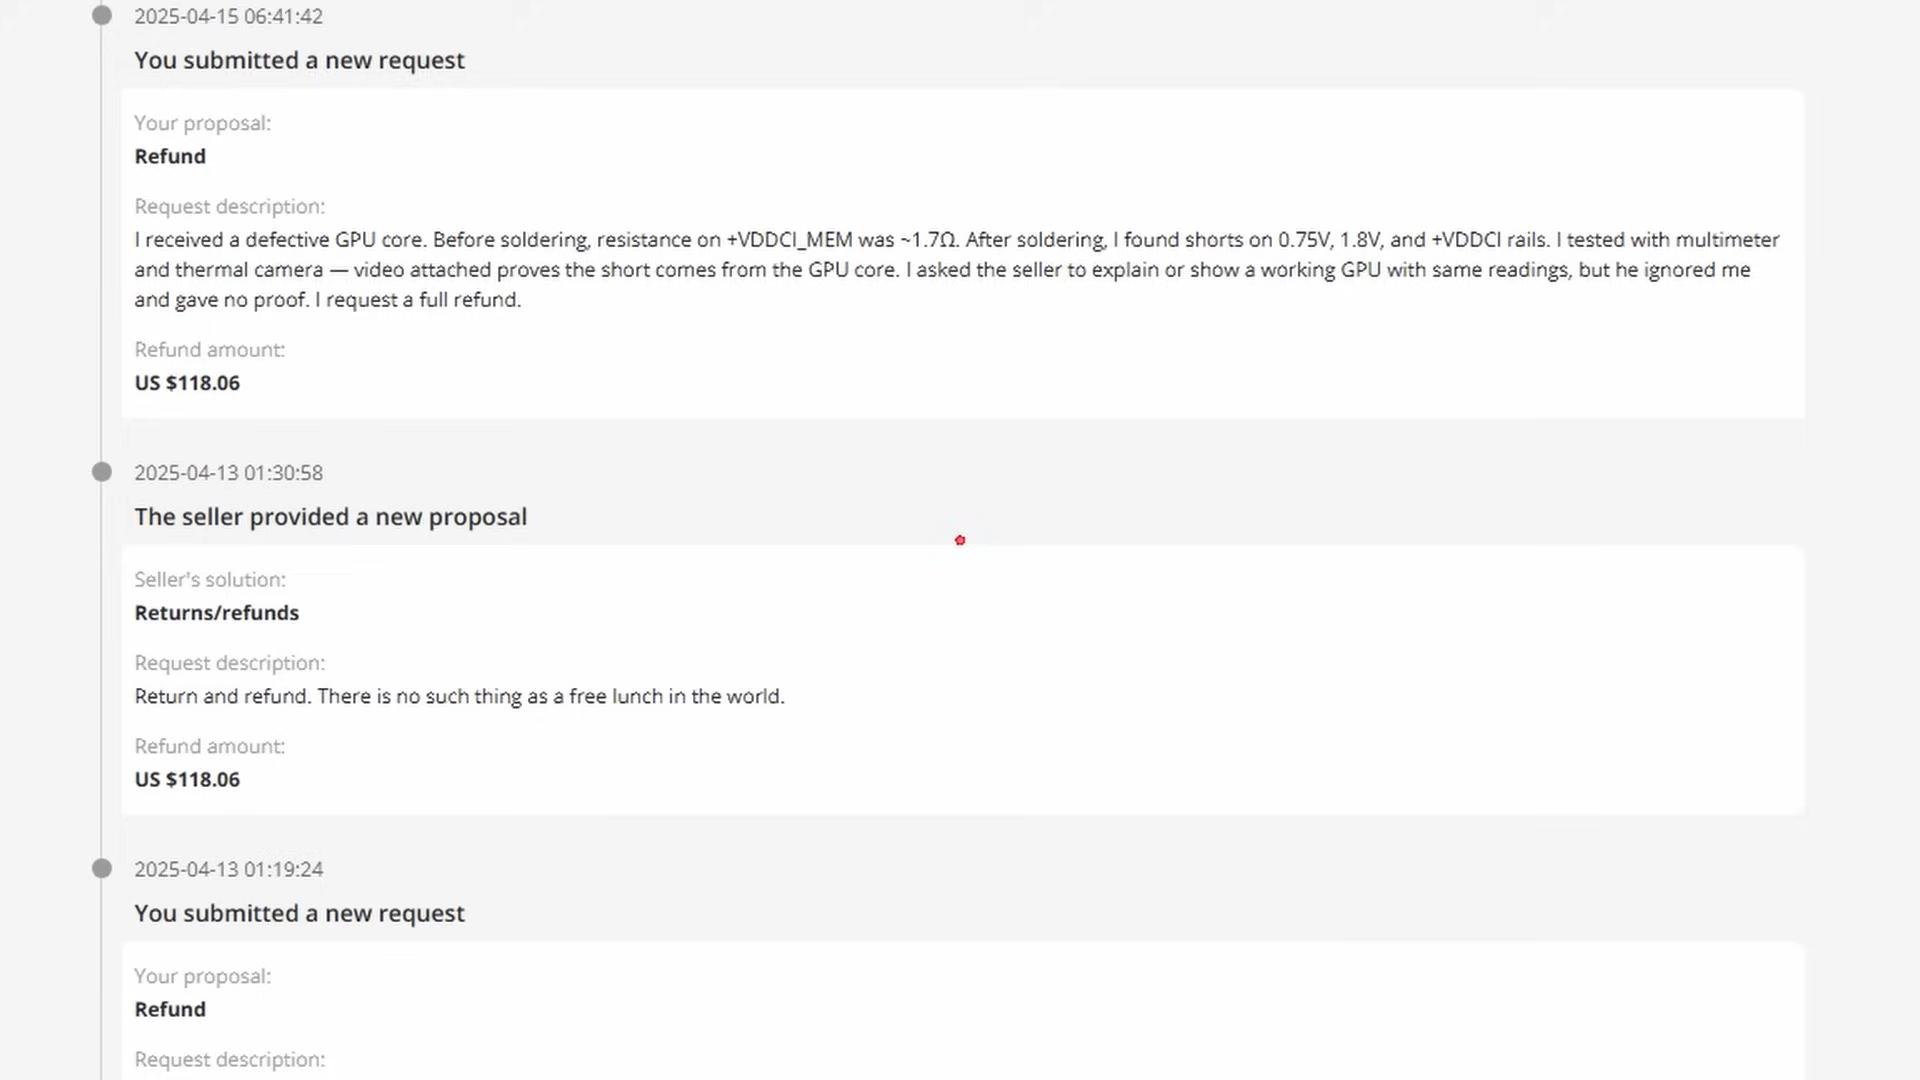 2025-04-15 06:41:42
You submitted a new request
Your proposal:
Refund
Request description:
I received a defective GPU core. Before soldering, resistance on +VDDCI_MEM was ~1.7Ω. After soldering, I found shorts on 0.75V, 1.8V, and +VDDCI rails. I tested with multimeter
and thermal camera — video attached proves the short comes from the GPU core. I asked the seller to explain or show a working GPU with same readings, but he ignored me
and gave no proof. I request a full refund.
Refund amount:
US $118.06
2025-04-13 01:30:58
The seller provided a new proposal
Seller's solution:
Returns/refunds
Request description:
Return and refund. There is no such thing as a free lunch in the world.
Refund amount:
US $118.06
2025-04-13 01:19:24
You submitted a new request
Your proposal:
Refund
Request description: